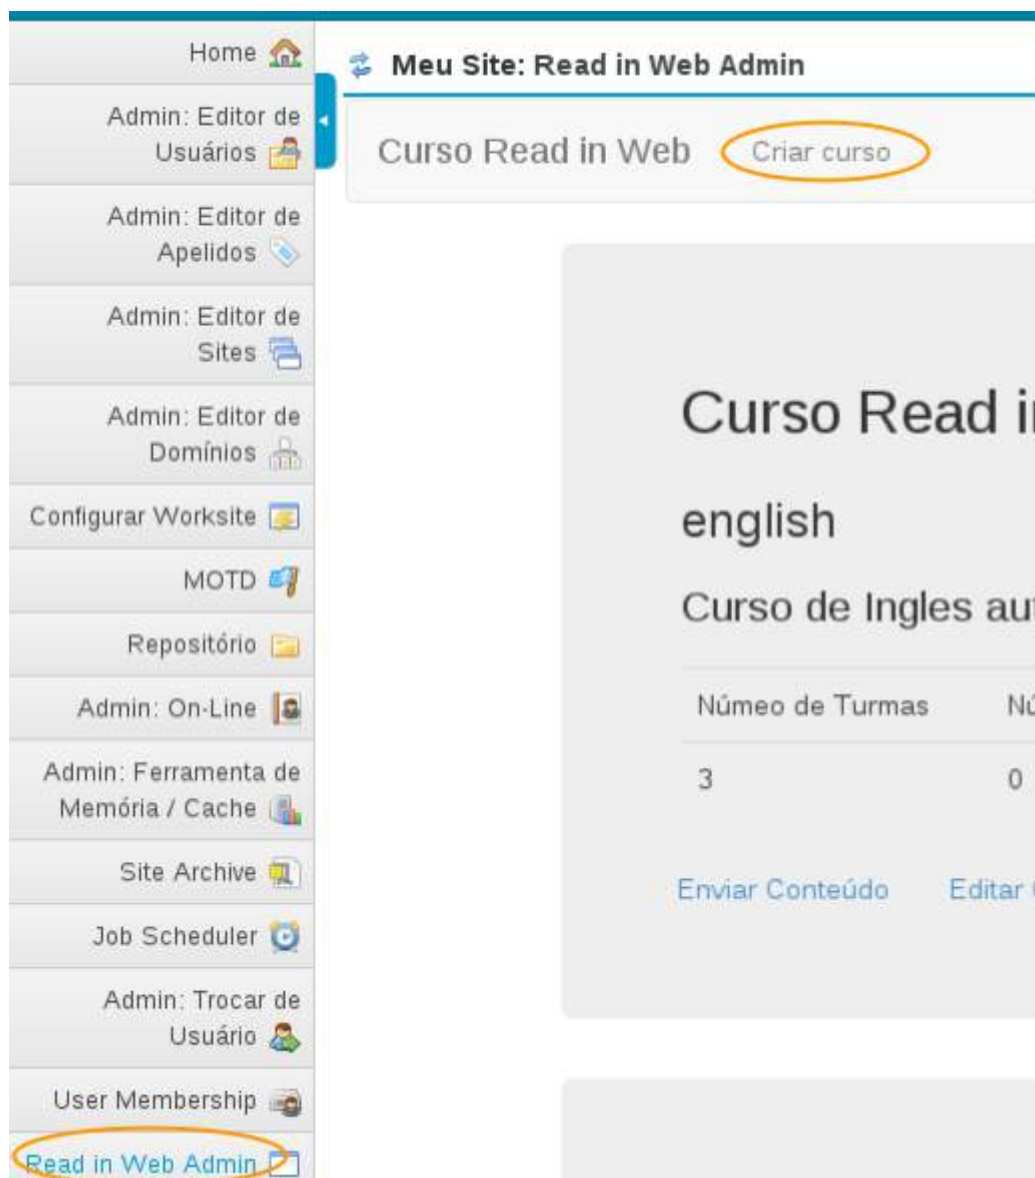 Home
Admin: Editor de
Usuários
Admin: Editor de
Apelidos
Admin: Editor de
Sites
Admin: Editor de
Domínios
Configurar Worksite
MOTD
Repositório
Admin: On-Line
Admin: Ferramenta de
Memória / Cache
Site Archive
Job Scheduler
Admin: Trocar de
Usuário
User Membership
Read in Web Admin
Meu Site: Read in Web Admin
Curso Read in Web Criar curso
Curso Read
english
Curso de Ingles
Númeo de Turmas
3 0
Enviar Conteúdo Editar